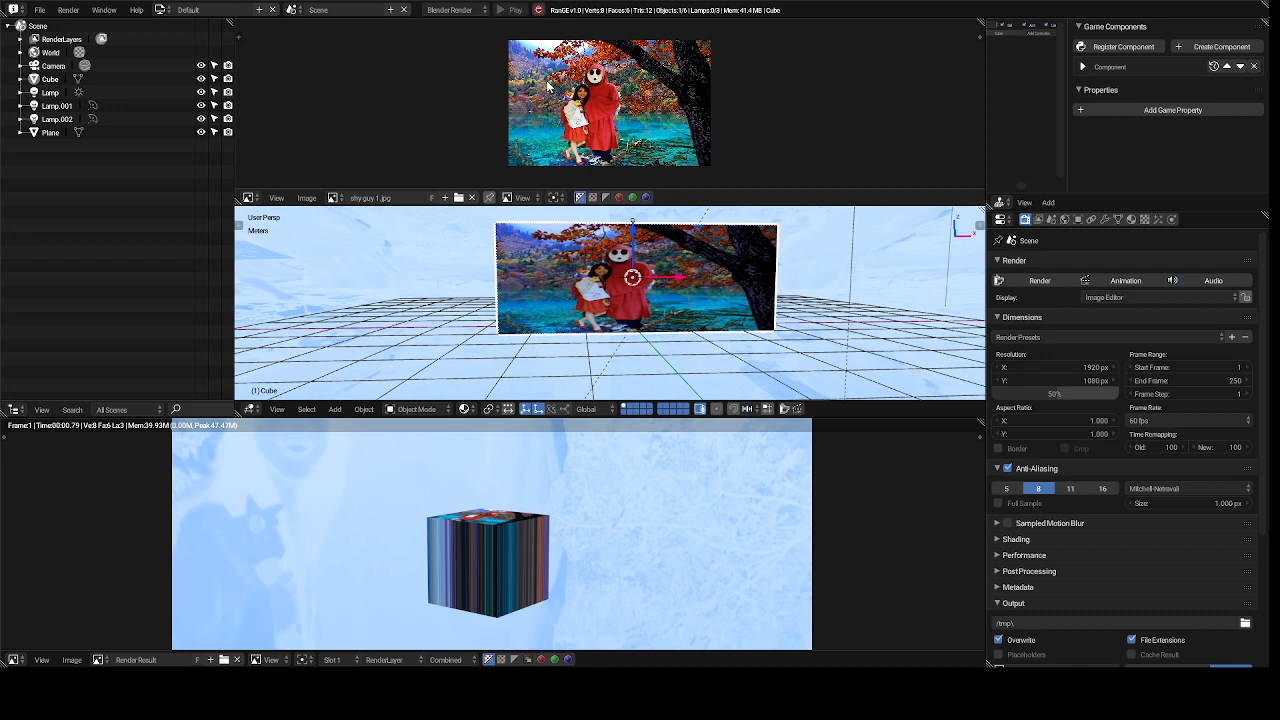 File Render Window Help Default Scene Blender Render Play RanGE v1.0 | Verts:8 | Faces:6 | Tris:12 | Objects:1/6 | Lamps:0/3 | Mem: 41.4 MB | Cube
Scene
RenderLayers
World
Camera
Cube
Lamp
Lamp.001
Lamp.002
Plane
View Search All Scenes
View Image shy guy 1.jpg F View
User Persp
Meters
(1) Cube
View Select Add Object Object Mode Global
Frame:1 | Time:00:00.79 | Ve:8 Fa:6 La:3 | Mem:39.93M (0.00M, Peak 47.47M)
View Image Render Result F View Slot 1 RenderLayer Combined
Game Components
Register Component Create Component
Component
Properties
Add Game Property
View Add
Scene
Render
Render Animation Audio
Display: Image Editor
Dimensions
Render Presets
Resolution: Frame Range:
X: 1920 px Start Frame: 1
Y: 1080 px End Frame: 250
50% Frame Step: 1
Aspect Ratio: Frame Rate:
X: 1.000 60 fps
Y: 1.000 Time Remapping:
Border Crop Old: 100 New: 100
Anti-Aliasing
5 8 11 16 Mitchell-Netravali
Full Sample Size: 1.000 px
Sampled Motion Blur
Shading
Performance
Post Processing
Metadata
Output
/tmp\
Overwrite File Extensions
Placeholders Cache Result